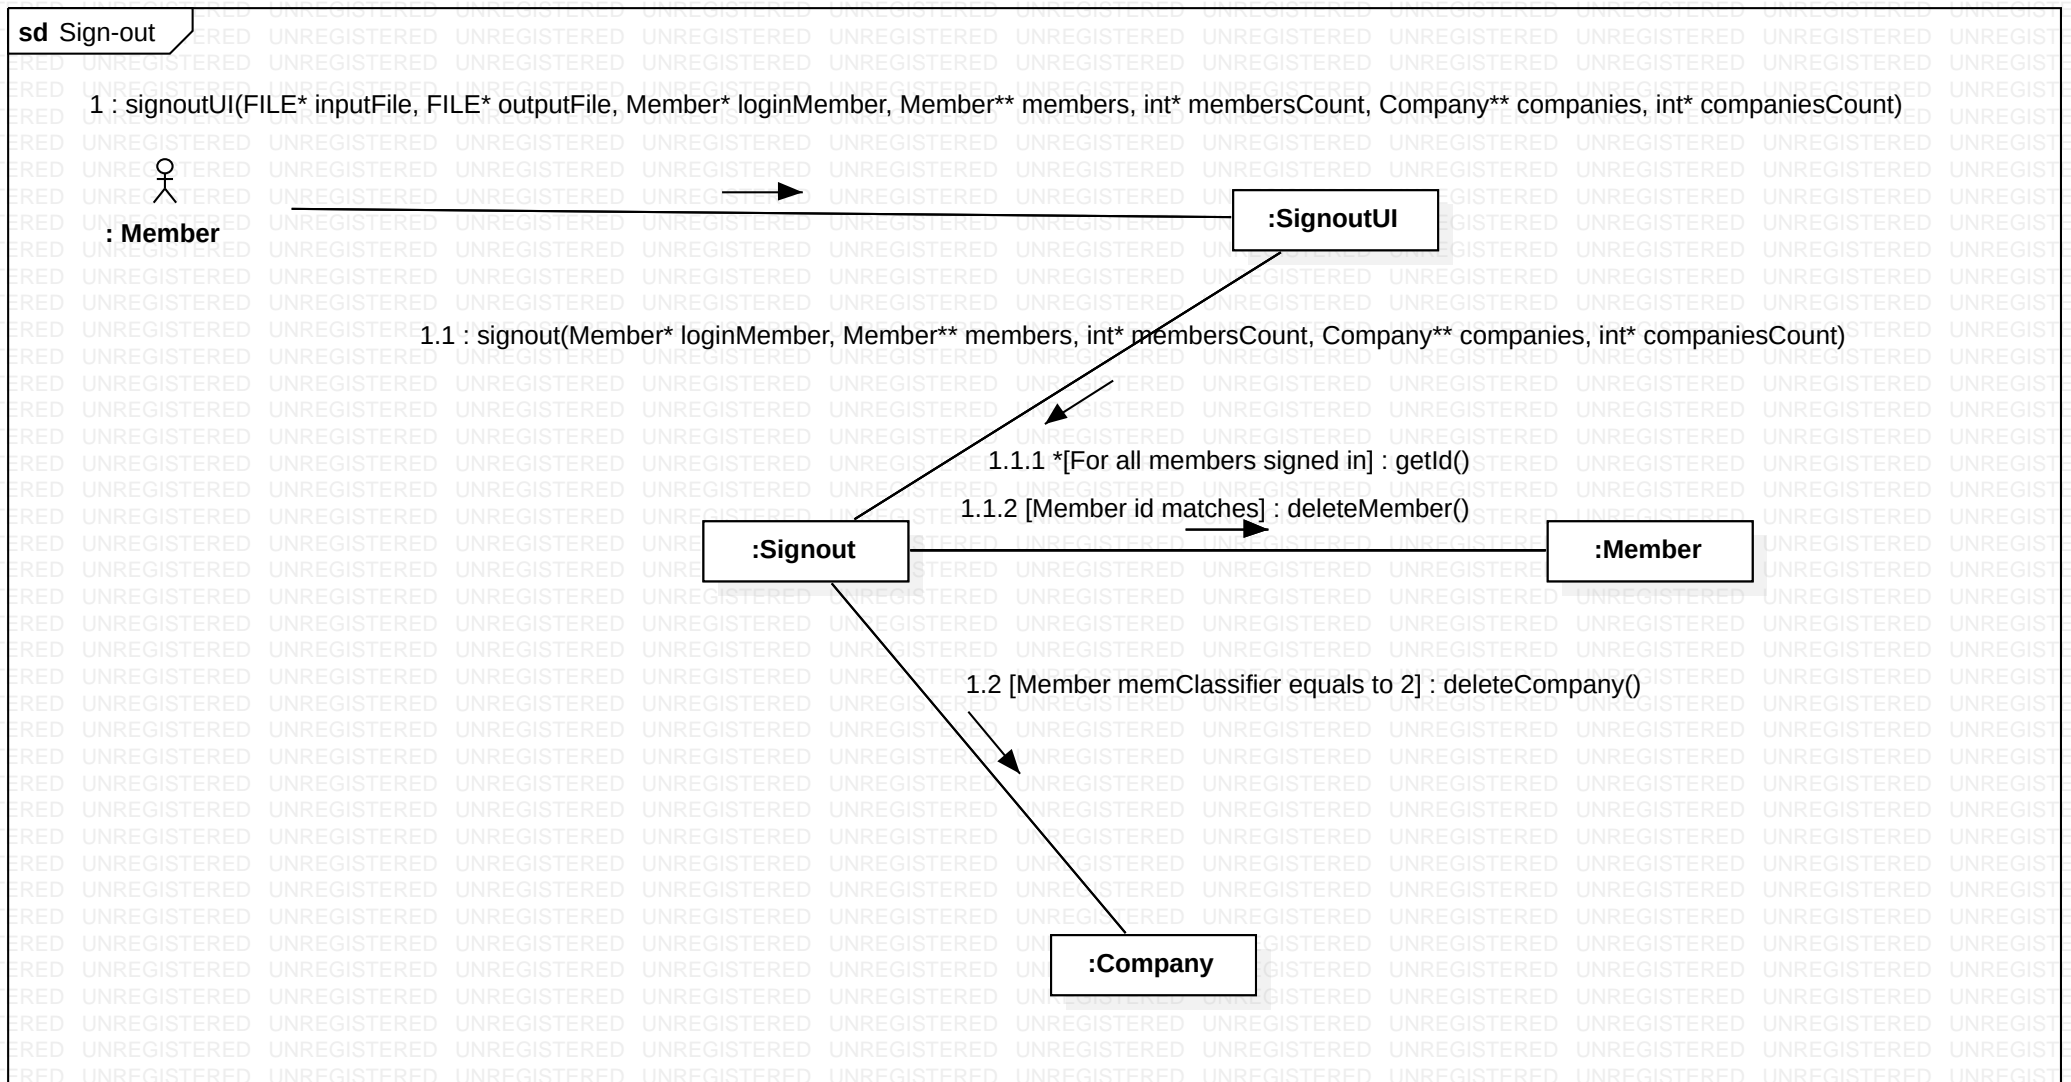 sd Sign-out
1 : signoutUI(FILE* inputFile, FILE* outputFile, Member* loginMember, Member** members, int* membersCount, Company** companies, int* companiesCount)
: Member
:SignoutUI
1.1 : signout(Member* loginMember, Member** members, int* membersCount, Company** companies, int* companiesCount)
1.1.1 *[For all members signed in] : getId()
1.1.2 [Member id matches] : deleteMember()
:Signout
:Member
1.2 [Member memClassifier equals to 2] : deleteCompany()
:Company
UNREGISTERED